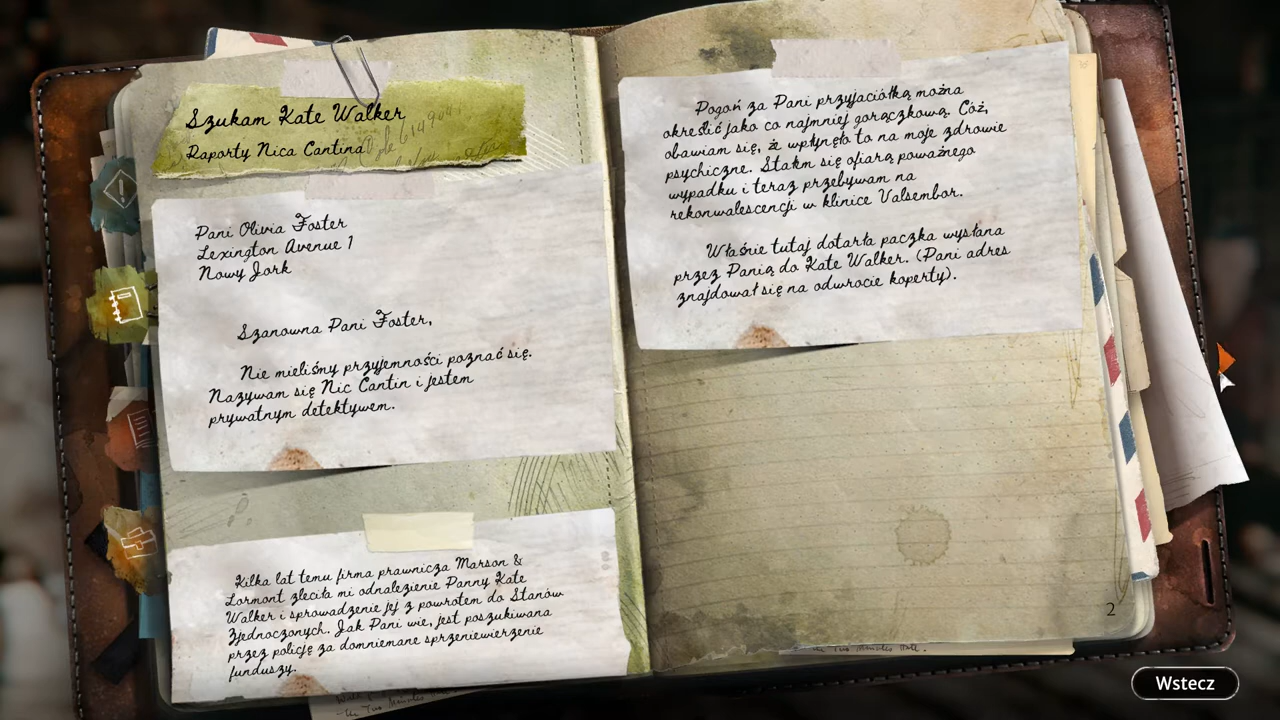 Szukam Kate Walker
Raporty Nica Cantina
Pani Olivia Foster
Lexington Avenue 1
Nowy Jork
Szanowna Pani Foster,
Nie mieliśmy przyjemności poznać się.
Nazywam się Nic Cantin i jestem
prywatnym detektywem.
Kilka lat temu firma prawnicza Marson &
Lormont zleciła mi odnalezienie Panny Kate
Walker i sprowadzenie jej z powrotem do Stanów
Zjednoczonych. Jak Pani wie, jest poszukiwana
przez policję za domniemane sprzeniewierzenie
funduszy.
Pogoń za Pani przyjaciółką można
określić jako co najmniej gorączkową. Cóż,
obawiam się, że wpłynęło to na moje zdrowie
psychiczne. Stałem się ofiarą poważnego
wypadku i teraz przebywam na
rekonwalescencji w klinice Valsembor.
Właśnie tutaj dotarła paczka wysłana
przez Panią do Kate Walker. (Pani adres
znajdował się na odwrocie koperty).
2
Wstecz